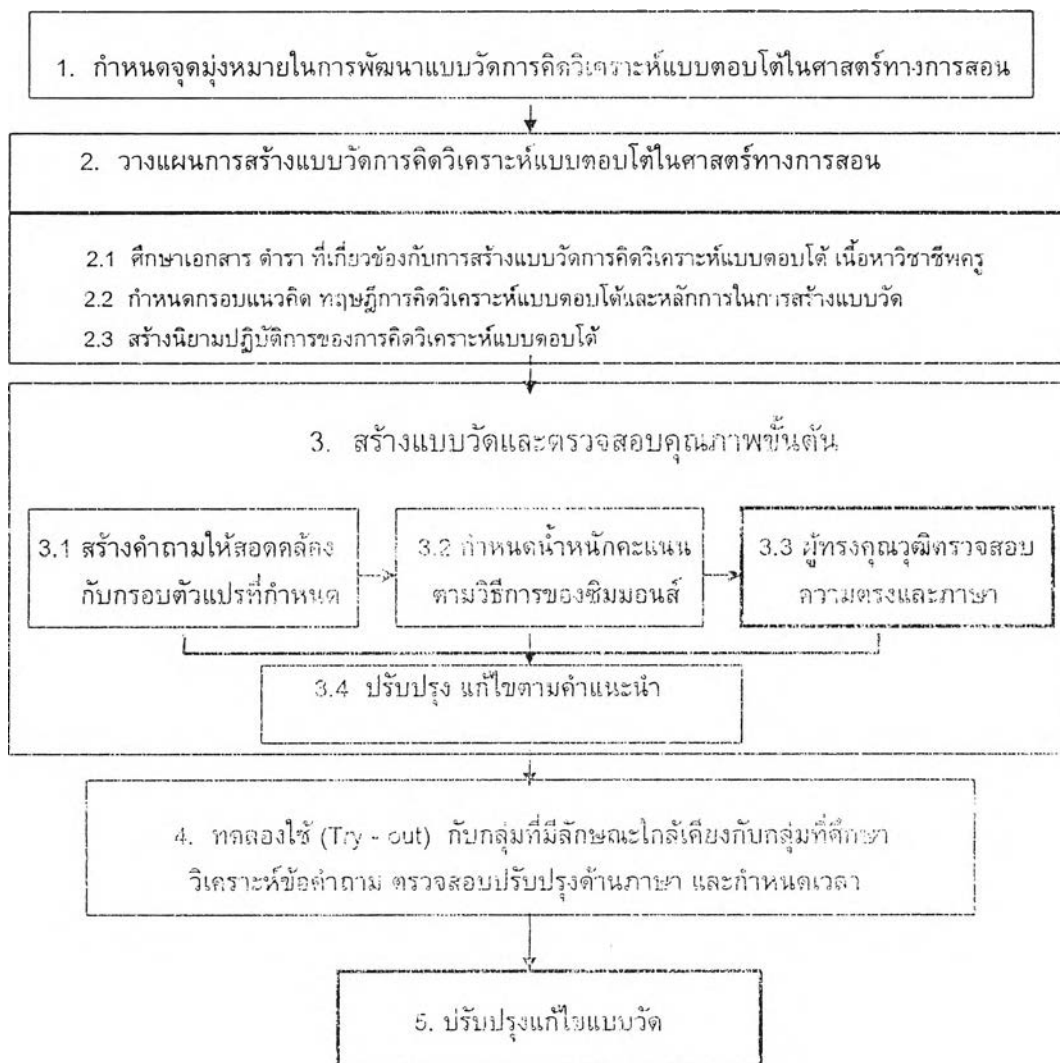 1. กำหนดจุดมุ่งหมายในการพัฒนาแบบวัดการคิดวิเคราะห์แบบตอบโต้ในศาสตร์ทางการสอน
2. วางแผนการสร้างแบบวัดการคิดวิเคราะห์แบบตอบโต้ในศาสตร์ทางการสอน
2.1 ศึกษาเอกสาร ตำรา ที่เกี่ยวข้องกับการสร้างแบบวัดการคิดวิเคราะห์แบบตอบโต้ เนื้อหาวิชาชีพครู
2.2 กำหนดกรอบแนวคิด ทฤษฎีการคิดวิเคราะห์แบบตอบโต้และหลักการในการสร้างแบบวัด
2.3 สร้างนิยามปฏิบัติการของการคิดวิเคราะห์แบบตอบโต้
3. สร้างแบบวัดและตรวจสอบคุณภาพขั้นต้น
3.1 สร้างคำถามให้สอดคล้อง
กับกรอบตัวแปรที่กำหนด
3.2 กำหนดน้ำหนักคะแนน
ตามวิธีการของซิมมอนส์
3.3 ผู้ทรงคุณวุฒิตรวจสอบ
ความตรงและภาษา
3.4 ปรับปรุง แก้ไขตามคำแนะนำ
4. ทดลองใช้ (Try - out) กับกลุ่มที่มีลักษณะใกล้เคียงกับกลุ่มที่ศึกษา
วิเคราะห์ข้อคำถาม ตรวจสอบปรับปรุงด้านภาษา และกำหนดเวลา
5. ปรับปรุงแก้ไขแบบวัด